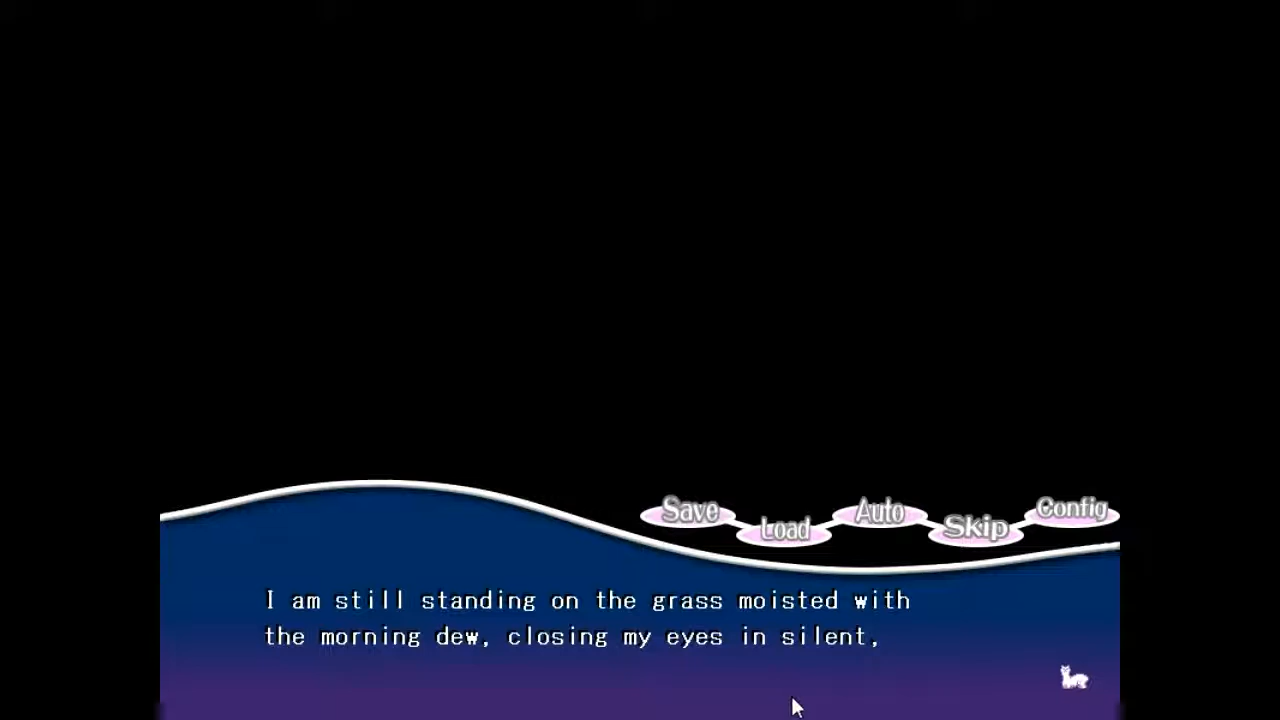 Save
Load
Auto
Skip
Config
I am still standing on the grass moisted with
the morning dew, closing my eyes in silent,